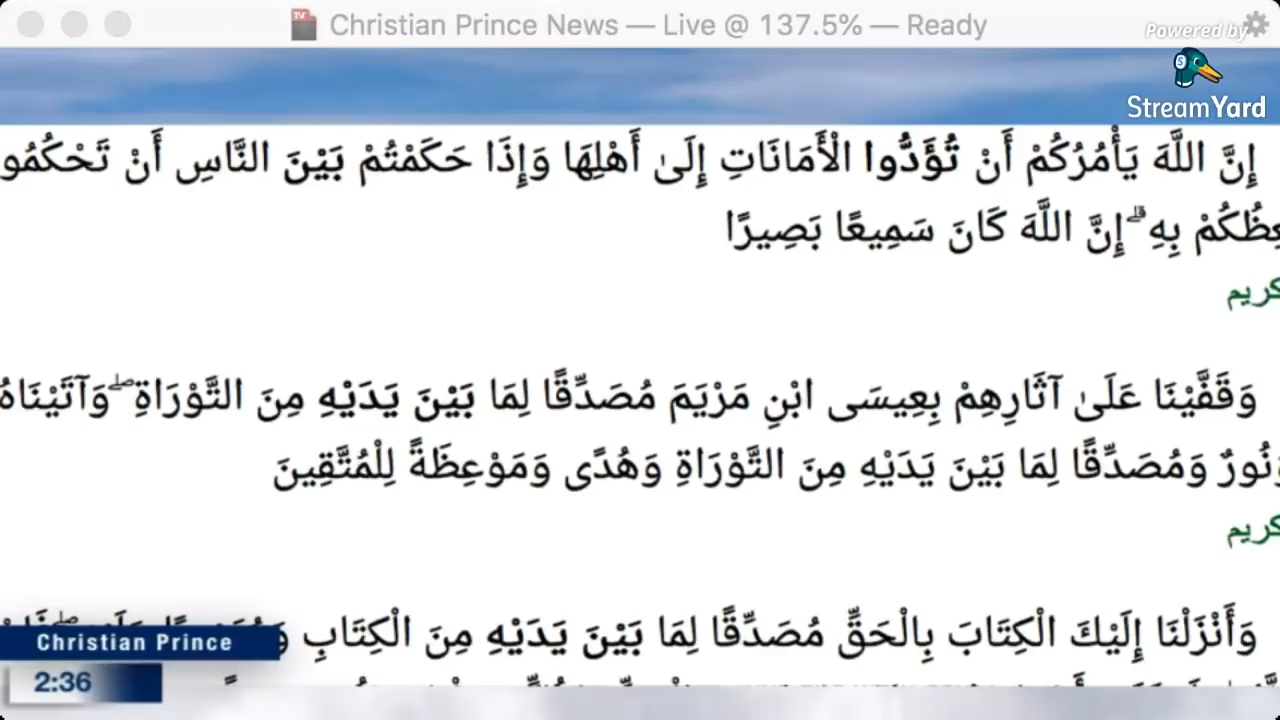 Christian Prince News — Live @ 137.5% — Ready
Powered by
StreamYard
إِنَّ اللَّهَ يَأْمُرُكُمْ أَنْ تُؤَدُّوا الْأَمَانَاتِ إِلَىٰ أَهْلِهَا وَإِذَا حَكَمْتُمْ بَيْنَ النَّاسِ أَنْ تَحْكُمُو
عِظُكُمْ بِهِ ۗ إِنَّ اللَّهَ كَانَ سَمِيعًا بَصِيرًا
كريم
وَقَفَّيْنَا عَلَىٰ آثَارِهِمْ بِعِيسَى ابْنِ مَرْيَمَ مُصَدِّقًا لِمَا بَيْنَ يَدَيْهِ مِنَ التَّوْرَاةِ ۖ وَآتَيْنَاهُ
وَنُورٌ وَمُصَدِّقًا لِمَا بَيْنَ يَدَيْهِ مِنَ التَّوْرَاةِ وَهُدًى وَمَوْعِظَةً لِلْمُتَّقِينَ
كريم
وَأَنْزَلْنَا إِلَيْكَ الْكِتَابَ بِالْحَقِّ مُصَدِّقًا لِمَا بَيْنَ يَدَيْهِ مِنَ الْكِتَابِ
Christian Prince
2:36